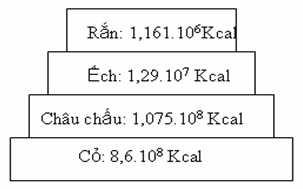 Rắn: 1,161.10⁶Kcal
Ếch: 1,29.10⁷ Kcal
Châu chấu: 1,075.10⁸ Kcal
Cỏ: 8,6.10⁸ Kcal